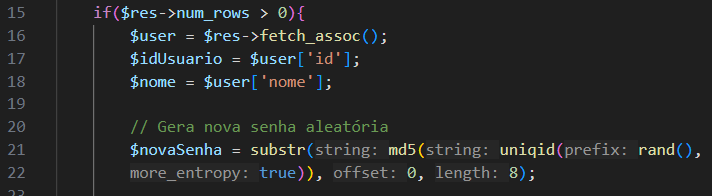 15 if($res->num_rows > 0){
16 $user = $res->fetch_assoc();
17 $idUsuario = $user['id'];
18 $nome = $user['nome'];
19
20 // Gera nova senha aleatória
21 $novaSenha = substr(string: md5(string: uniqid(prefix: rand(),
22 more_entropy: true)), offset: 0, length: 8);
23